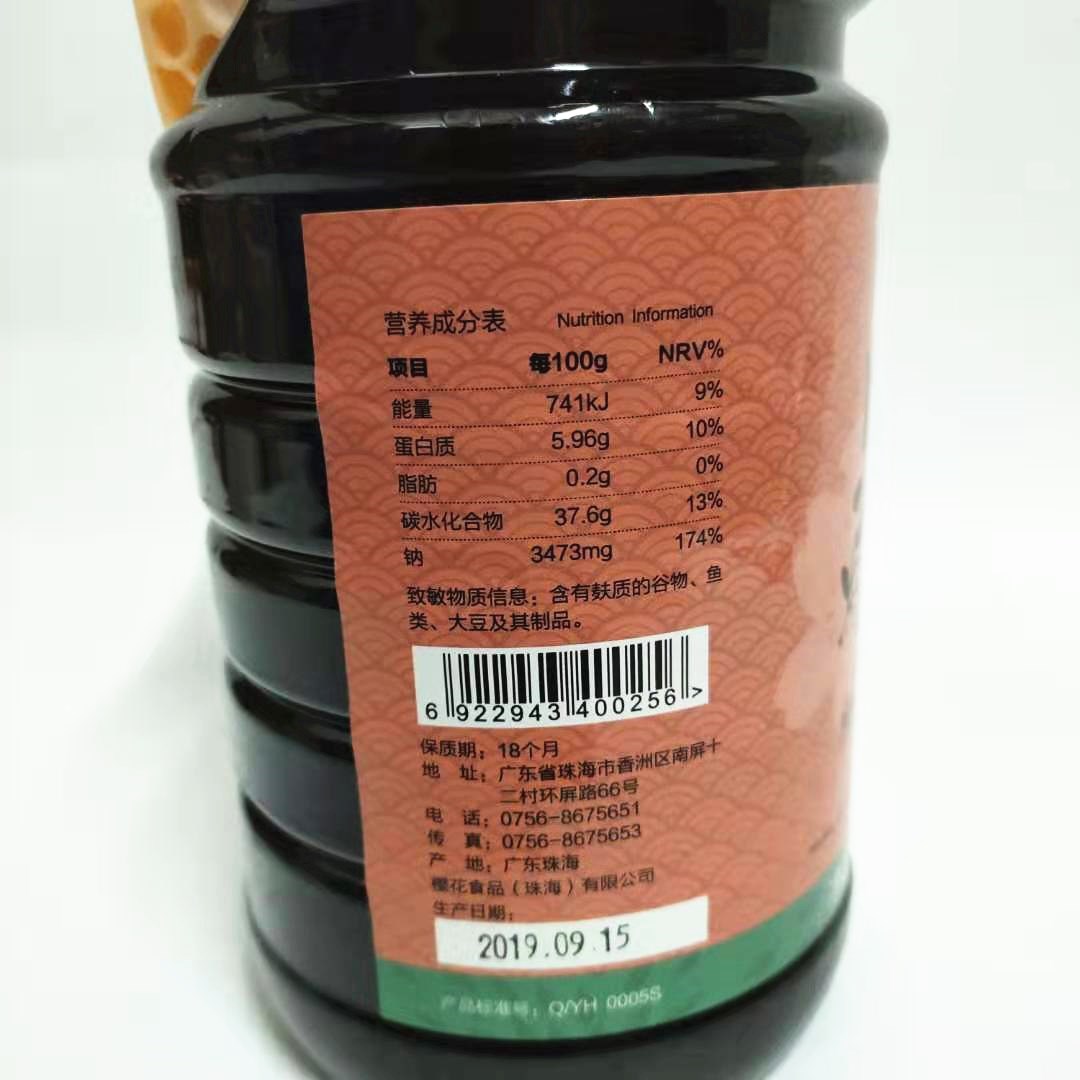 营养成分表 Nutrition Information
项目 每100g NRV%
能量 741kJ 9%
蛋白质 5.96g 10%
脂肪 0.2g 0%
碳水化合物 37.6g 13%
钠 3473mg 174%
致敏物质信息：含有麸质的谷物、鱼
类、大豆及其制品。
6 922943 400256 >
保质期：18个月
地 址：广东省珠海市香洲区南屏十
二村环屏路66号
电 话：0756-8675651
传 真：0756-8675653
产 地：广东珠海
樱花食品（珠海）有限公司
生产日期：
2019.09.15
产品标准号：Q/YH 0005S